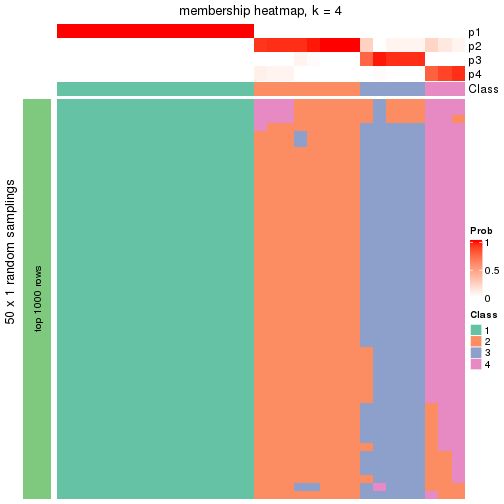 membership heatmap, k = 4
p1
p2
p3
p4
Class
50 x 1 random samplings
top 1000 rows
Prob
1
0.5
0
Class
1
2
3
4